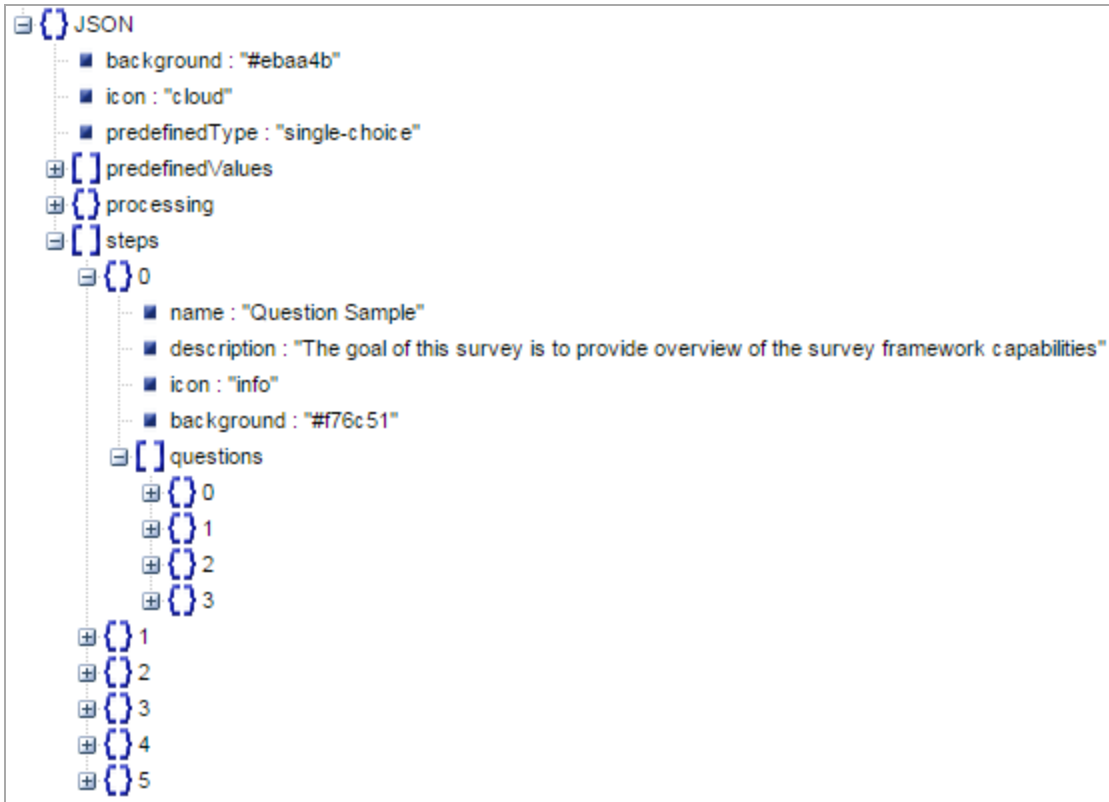 {} JSON
background : "#ebaa4b"
icon : "cloud"
predefinedType : "single-choice"
[ ] predefinedValues
{} processing
[ ] steps
{} 0
name : "Question Sample"
description : "The goal of this survey is to provide overview of the survey framework capabilities"
icon : "info"
background : "#f76c51"
[ ] questions
{} 0
{} 1
{} 2
{} 3
{} 1
{} 2
{} 3
{} 4
{} 5